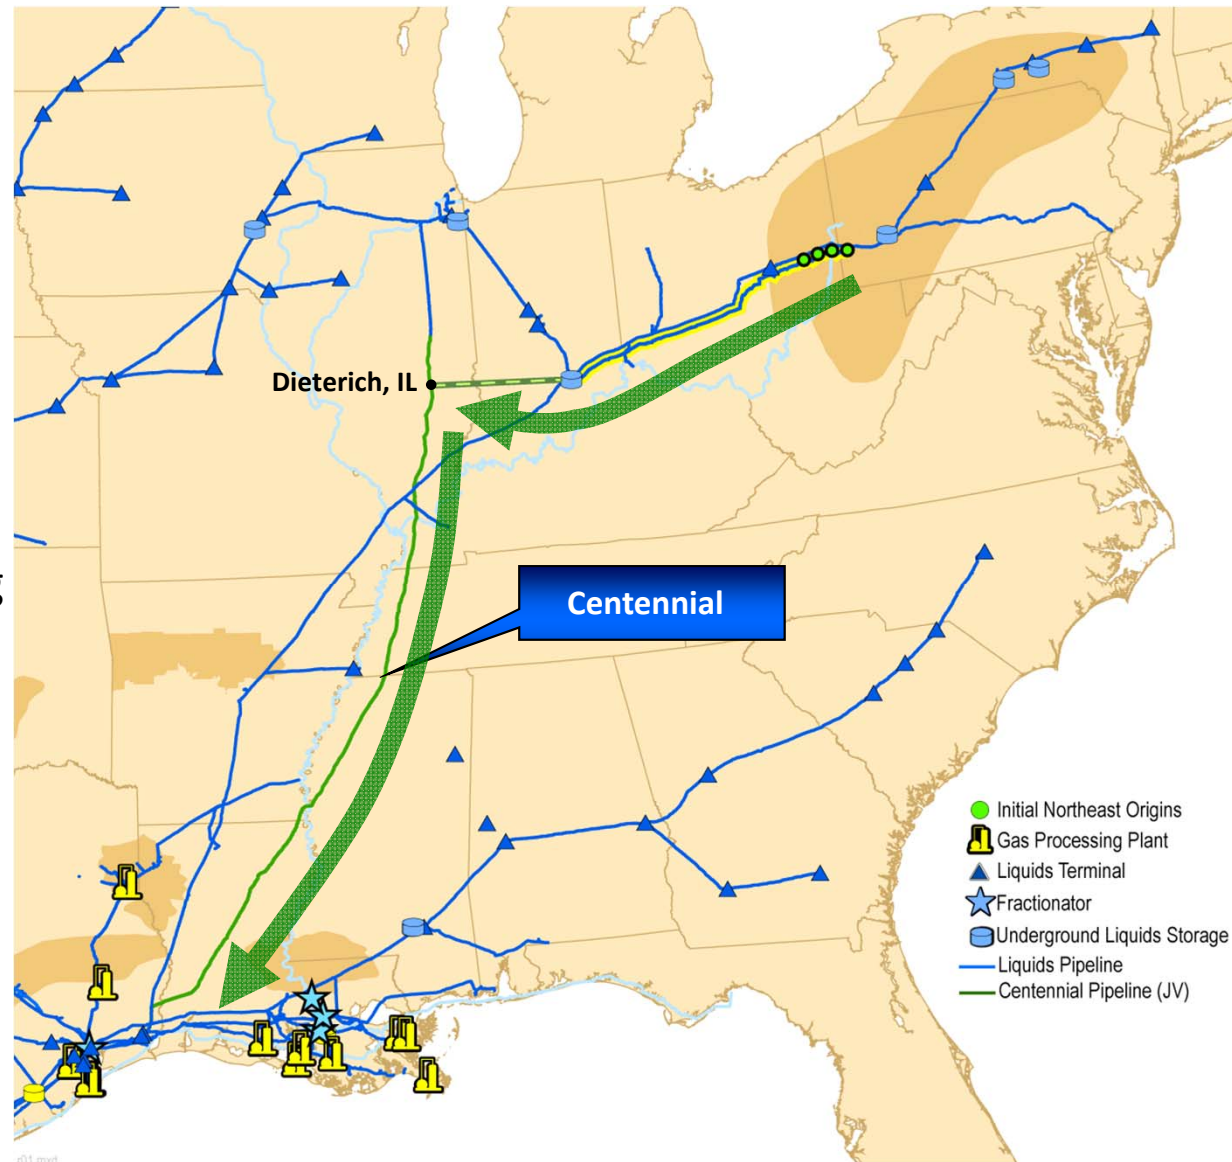 Dieterich, IL
g
Centennial
Initial Northeast Origins
Gas Processing Plant
Liquids Terminal
Fractionator
Underground Liquids Storage
Liquids Pipeline
Centennial Pipeline (JV)